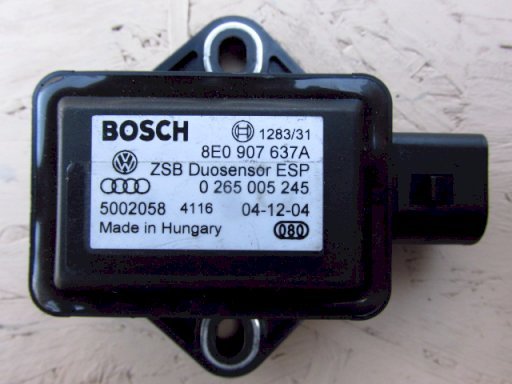 BOSCH 1283/31
8E0 907 637A
ZSB Duosensor ESP
0 265 005 245
5002058 4116 04-12-04
Made in Hungary 080